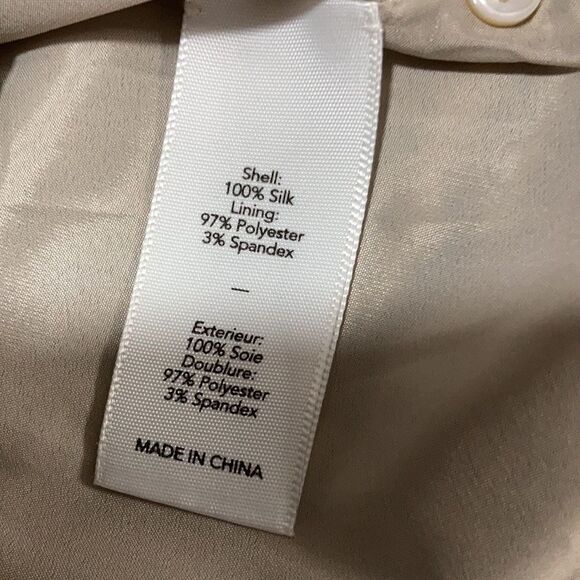 Shell:
100% Silk
Lining:
97% Polyester
3% Spandex
—
Exterieur:
100% Soie
Doublure:
97% Polyester
3% Spandex
MADE IN CHINA